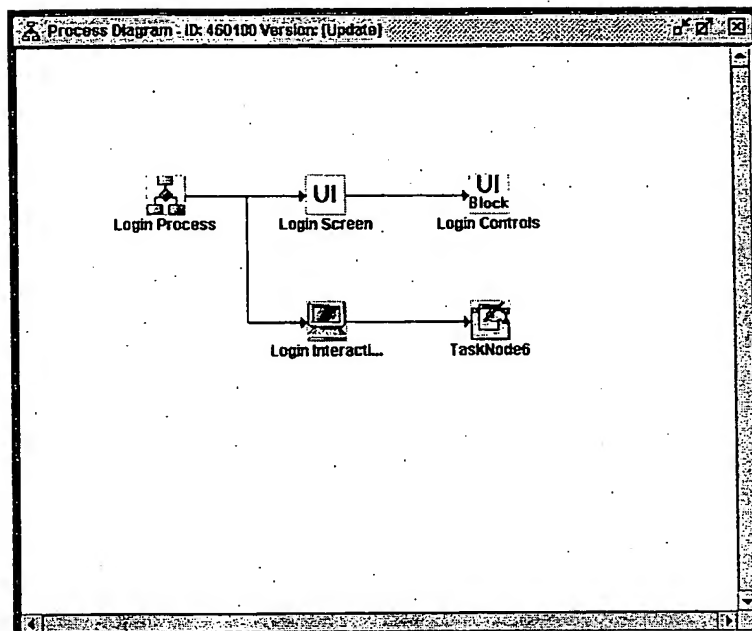 Process Diagram - ID: 460100 Version: [Update]
Login Process
UI
Login Screen
UI
Block
Login Controls
Login Interacti...
TaskNode6